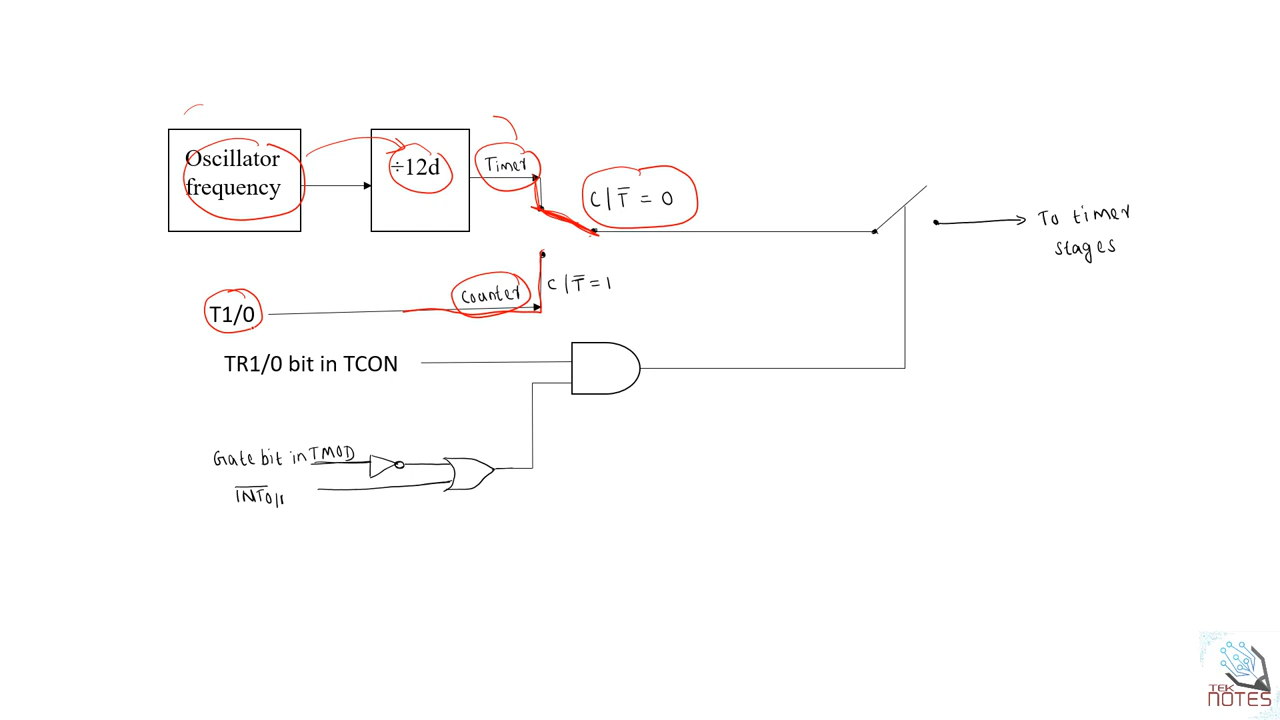 Oscillator
frequency
÷12d
Timer
C/T̅ = 0
To timer
stages
T1/0
Counter
C/T̅ = 1
TR1/0 bit in TCON
Gate bit in TMOD
I̅N̅T̅0/1
TEK
NOTES